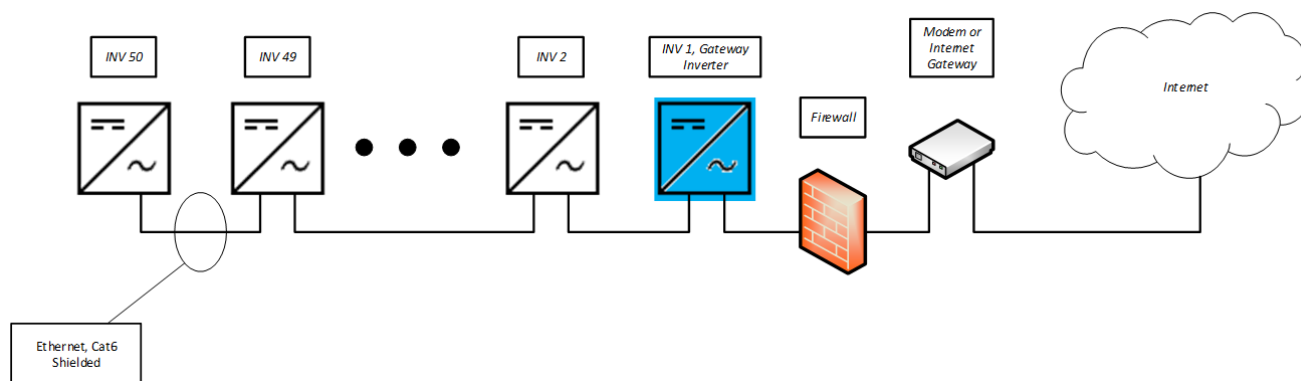 INV 50
INV 49
INV 2
INV 1, Gateway
Inverter
Firewall
Modem or
Internet
Gateway
Internet
Ethernet, Cat6
Shielded